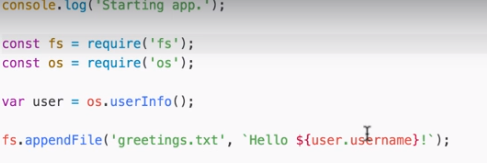 console.log('Starting app.');
const fs = require('fs');
const os = require('os');
var user = os.userInfo();
fs.appendFile('greetings.txt', `Hello ${user.username}!`);